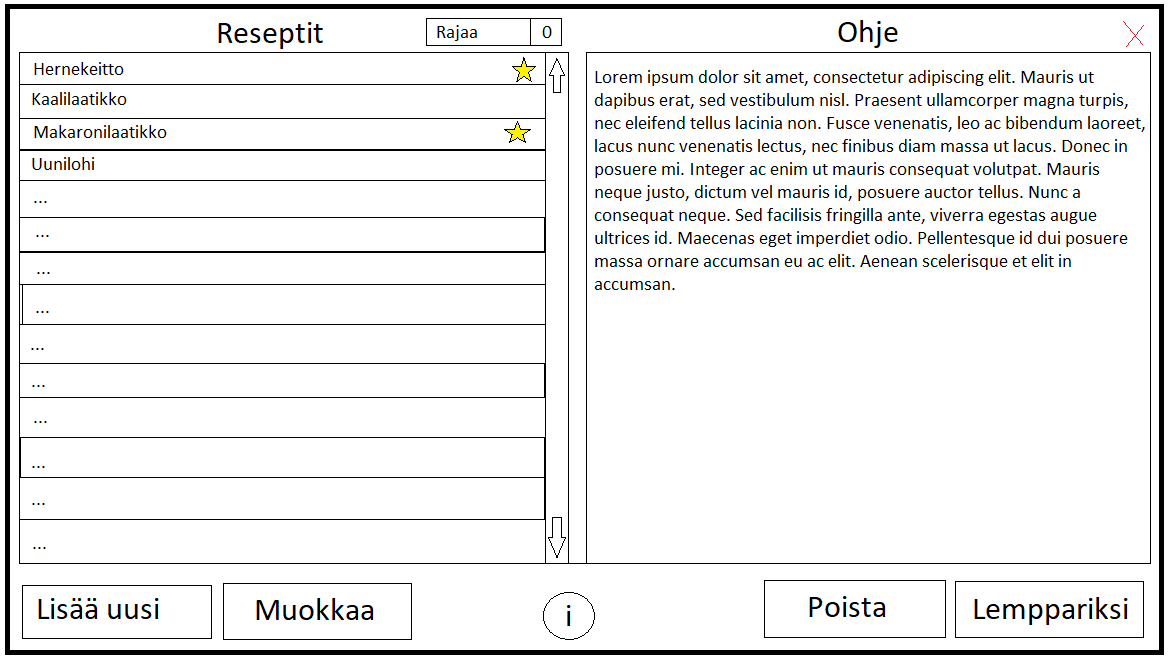 Reseptit
Rajaa 0
Hernekeitto
Kaalilaatikko
Makaronilaatikko
Uunilohi
...
...
...
...
...
...
...
...
...
...
Ohje
Lorem ipsum dolor sit amet, consectetur adipiscing elit. Mauris ut
dapibus erat, sed vestibulum nisl. Praesent ullamcorper magna turpis,
nec eleifend tellus lacinia non. Fusce venenatis, leo ac bibendum laoreet,
lacus nunc venenatis lectus, nec finibus diam massa ut lacus. Donec in
posuere mi. Integer ac enim ut mauris consequat volutpat. Mauris
neque justo, dictum vel mauris id, posuere auctor tellus. Nunc a
consequat neque. Sed facilisis fringilla ante, viverra egestas augue
ultrices id. Maecenas eget imperdiet odio. Pellentesque id dui posuere
massa ornare accumsan eu ac elit. Aenean scelerisque et elit in
accumsan.
Lisää uusi
Muokkaa
i
Poista
Lemppariksi